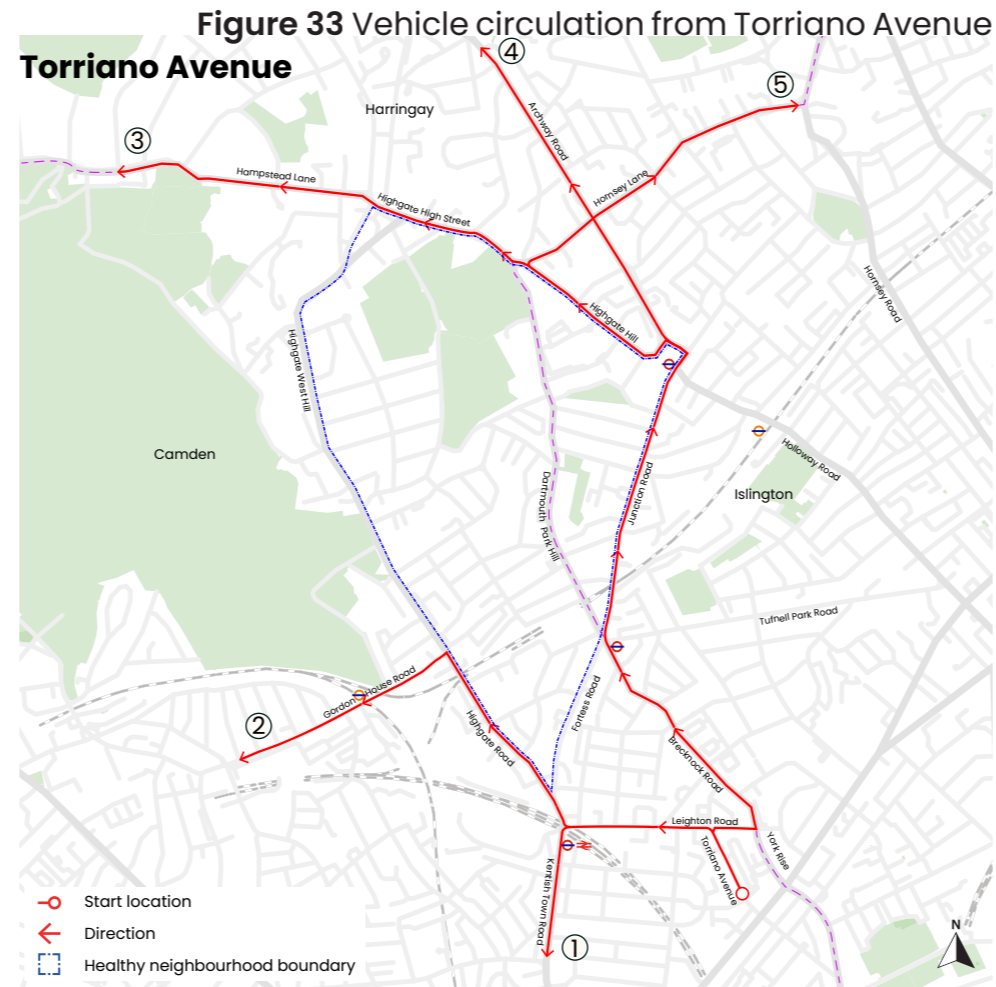 Figure 33 Vehicle circulation from Torriano Avenue
Torriano Avenue
④
⑤
Harringay
Archway Road
③
Hampstead Lane
Hornsey Lane
Highgate High Street
Hornsey Road
Highgate Hill
Highgate West Hill
Camden
Holloway Road
Junction Road
Islington
Dartmouth Park Hill
Tufnell Park Road
Gordon House Road
②
Fortess Road
Highgate Road
Brecknock Road
Leighton Road
York Rise
Torriano Avenue
Kentish Town Road
①
Start location
Direction
Healthy neighbourhood boundary
N